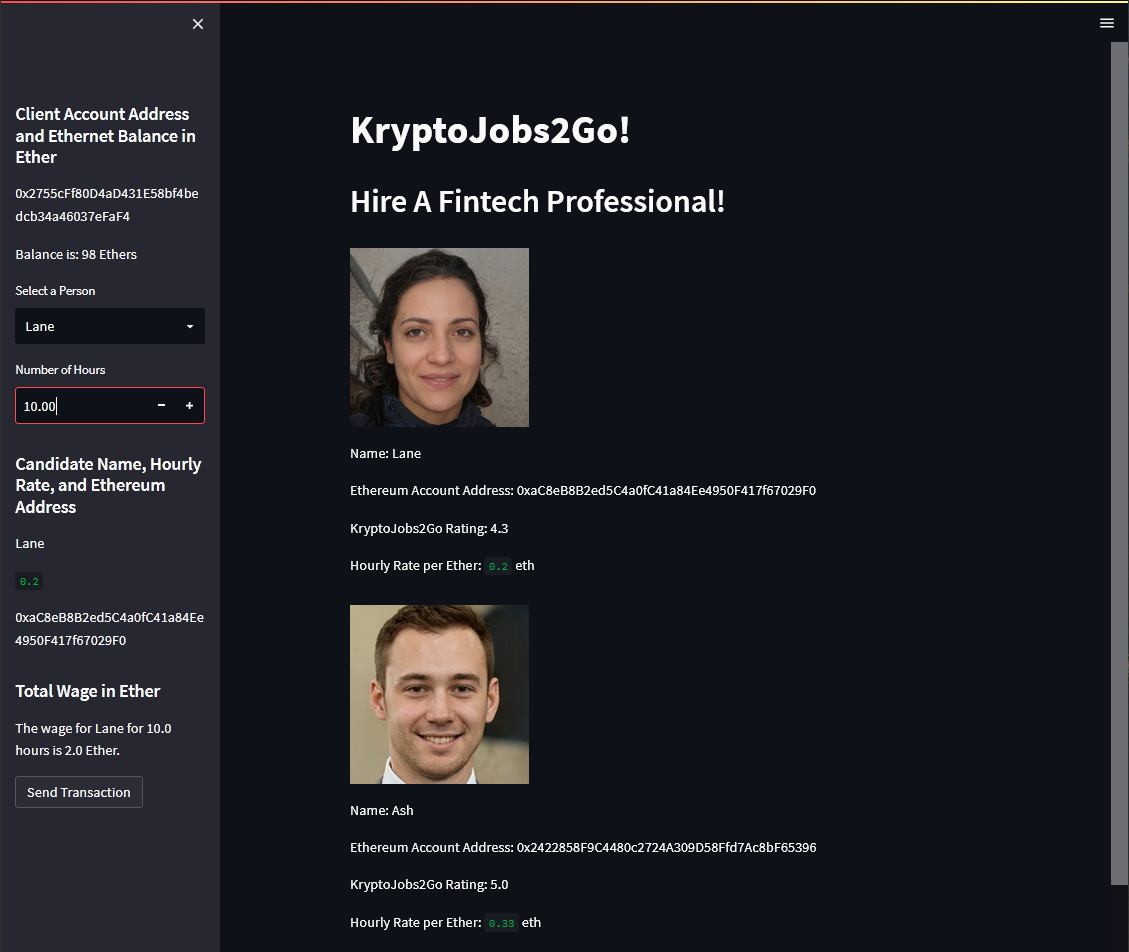 Client Account Address
and Ethernet Balance in
Ether
0x2755cFf80D4aD431E58bf4be
dcb34a46037eFaF4
Balance is: 98 Ethers
Select a Person
Lane
Number of Hours
10.00
Candidate Name, Hourly
Rate, and Ethereum
Address
Lane
0.2
0xaC8eB8B2ed5C4a0fC41a84Ee
4950F417f67029F0
Total Wage in Ether
The wage for Lane for 10.0
hours is 2.0 Ether.
Send Transaction
KryptoJobs2Go!
Hire A Fintech Professional!
Name: Lane
Ethereum Account Address: 0xaC8eB8B2ed5C4a0fC41a84Ee4950F417f67029F0
KryptoJobs2Go Rating: 4.3
Hourly Rate per Ether: 0.2 eth
Name: Ash
Ethereum Account Address: 0x2422858F9C4480c2724A309D58Ffd7Ac8bF65396
KryptoJobs2Go Rating: 5.0
Hourly Rate per Ether: 0.33 eth